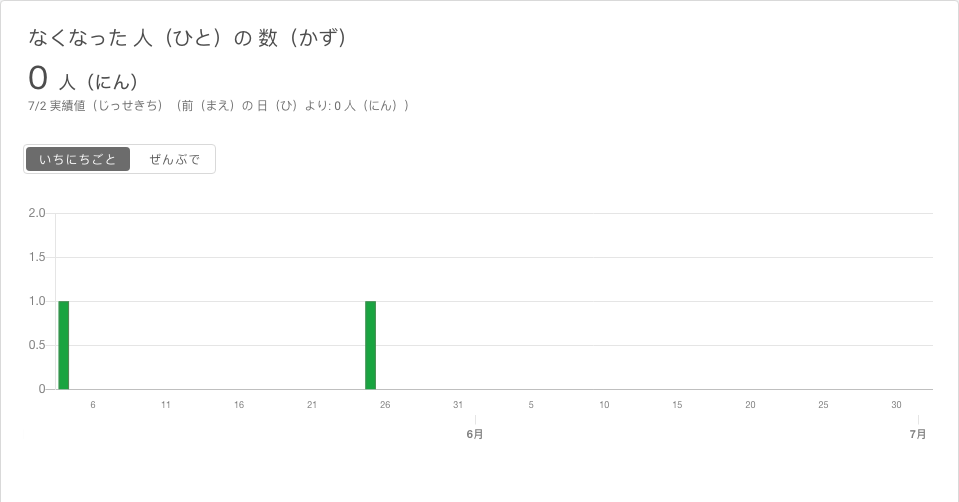 なくなった 人（ひと）の 数（かず）
0 人（にん）
7/2 実績値（じっせきち）（前（まえ）の 日（ひ）より: 0 人（にん））
いちにちごと ぜんぶで
2.0
1.5
1.0
0.5
0
6 11 16 21 26 31 5 10 15 20 25 30
6月 7月